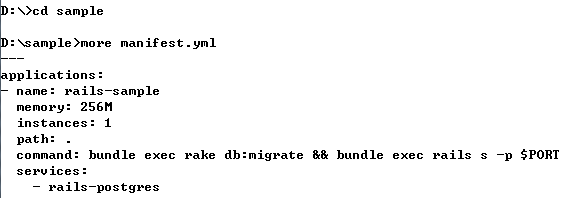 D:\>cd sample
D:\sample>more manifest.yml
---
applications:
- name: rails-sample
  memory: 256M
  instances: 1
  path: .
  command: bundle exec rake db:migrate && bundle exec rails s -p $PORT
  services:
    - rails-postgres